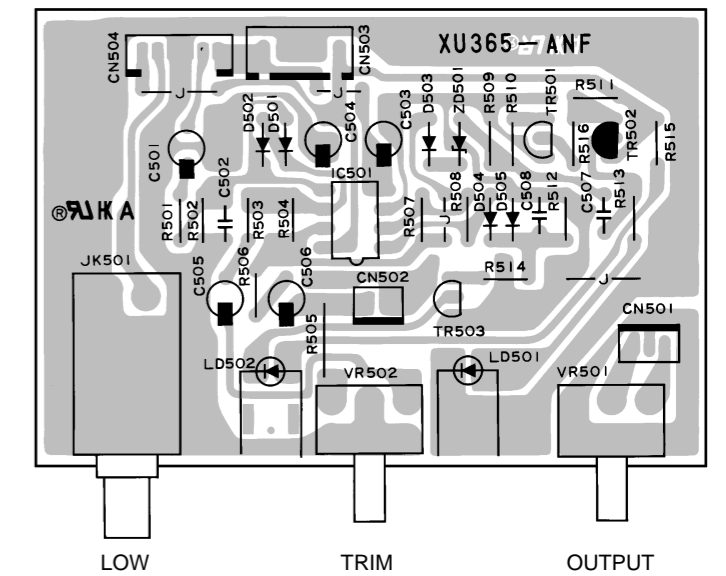 XU365-ANF
CN504
CN503
D502
D501
C504
C503
D503
ZD501
R509
R510
TR501
R511
R516
TR502
R515
J
J
C501
C502
IC501
R501
R502
R503
R504
R507
J
R508
D504
D505
C508
R512
C507
R513
JK501
C505
R506
C506
CN502
R514
J
TR503
CN501
R505
LD502
VR502
LD501
VR501
LOW
TRIM
OUTPUT